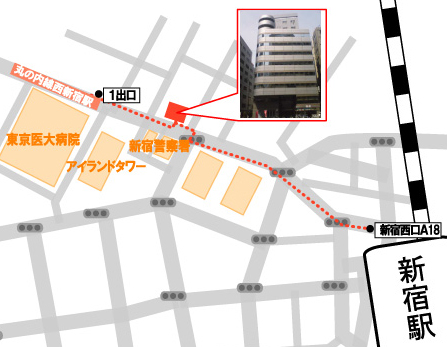 丸の内線西新宿駅
1出口
東京医大病院
新宿警察署
アイランドタワー
新宿西口A18
新宿駅